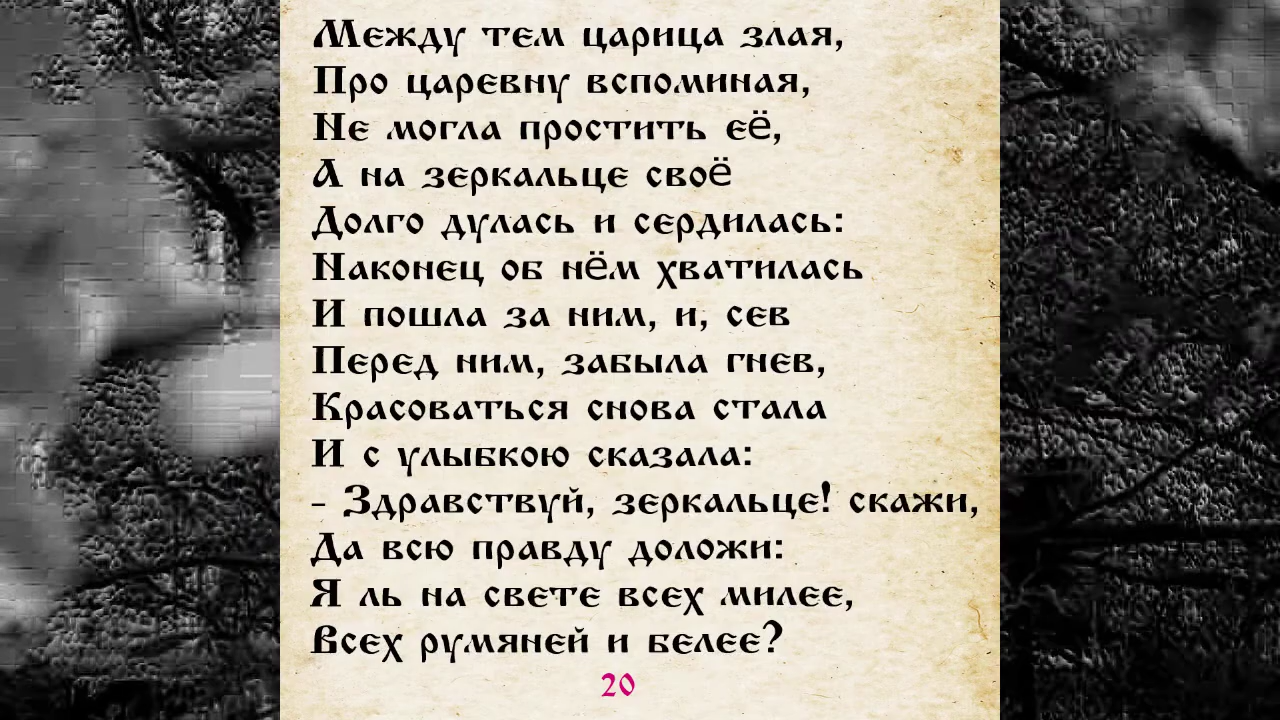 Между тем царица злая,
Про царевну вспоминая,
Не могла простить её,
А на зеркальце своё
Долго дулась и сердилась:
Наконец об нём хватилась
И пошла за ним, и, сев
Перед ним, забыла гнев,
Красоваться снова стала
И с улыбкою сказала:
- Здравствуй, зеркальце! скажи,
Да всю правду доложи:
Я ль на свете всех милее,
Всех румяней и белее?
20